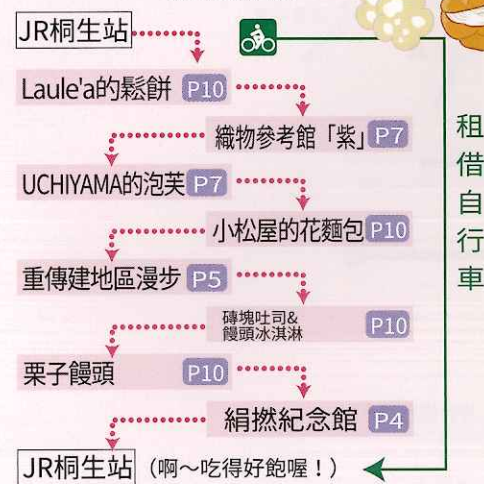 JR桐生站
Laule'a的鬆餅 P10
織物參考館「紫」 P7
UCHIYAMA的泡芙 P7
小松屋的花麵包 P10
重傳建地區漫步 P5
磚塊吐司&
饅頭冰淇淋 P10
栗子饅頭 P10
絹撚紀念館 P4
JR桐生站 (啊～吃得好飽喔！)
租借自行車